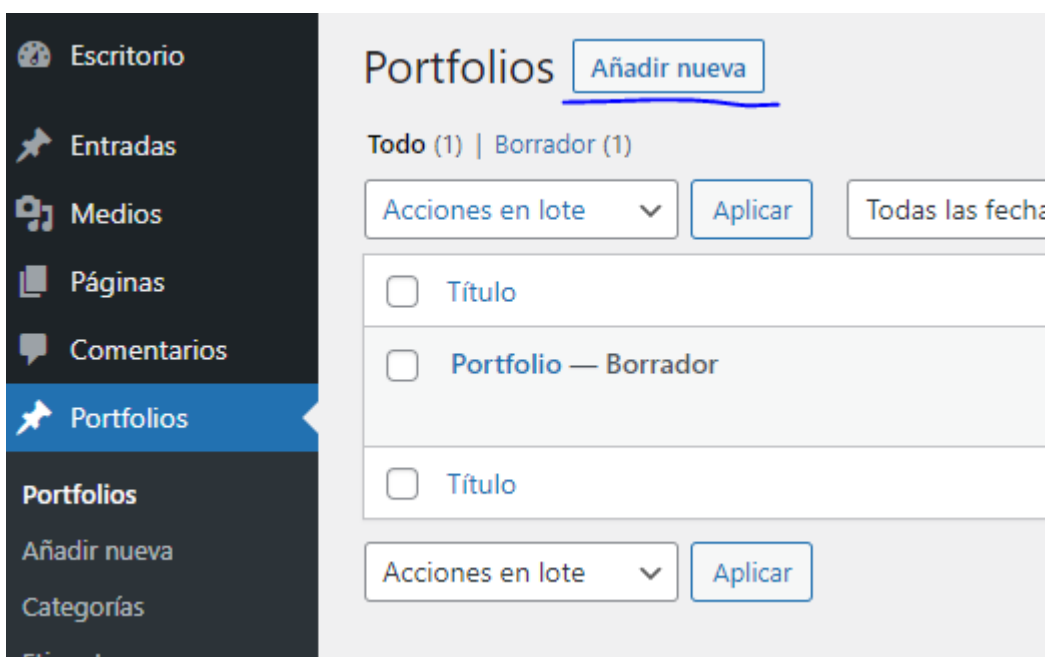 Escritorio
Entradas
Medios
Páginas
Comentarios
Portfolios
Portfolios
Añadir nueva
Categorías
Portfolios Añadir nueva
Todo (1) | Borrador (1)
Acciones en lote Aplicar Todas las fecha
Título
Portfolio — Borrador
Título
Acciones en lote Aplicar